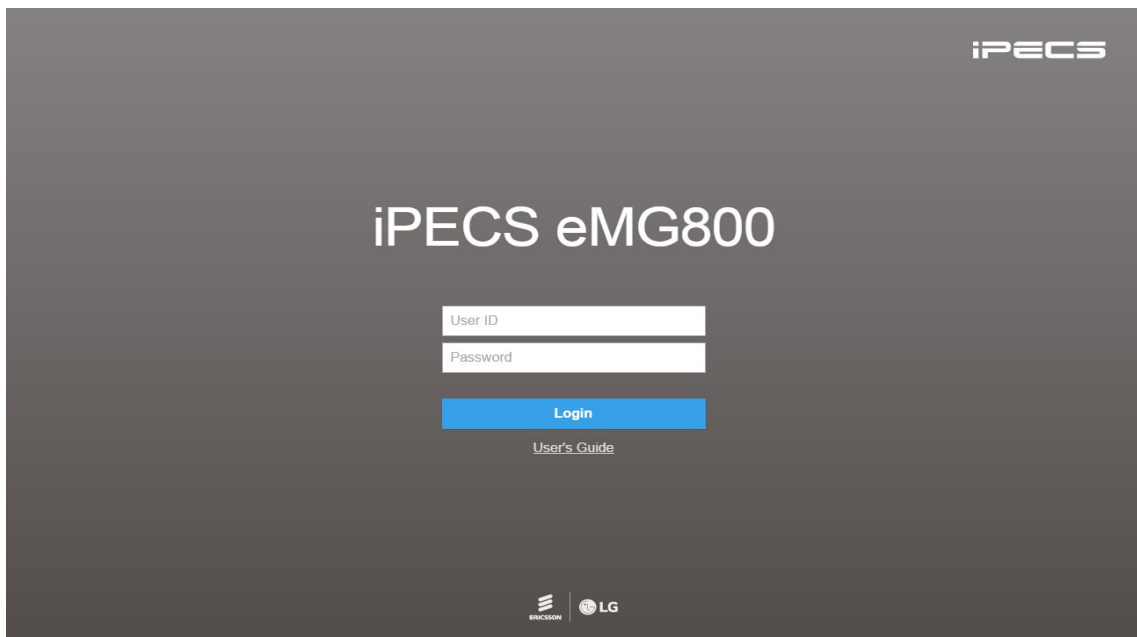 iPECS
iPECS eMG800
User ID
Password
Login
User's Guide
ERICSSON LG